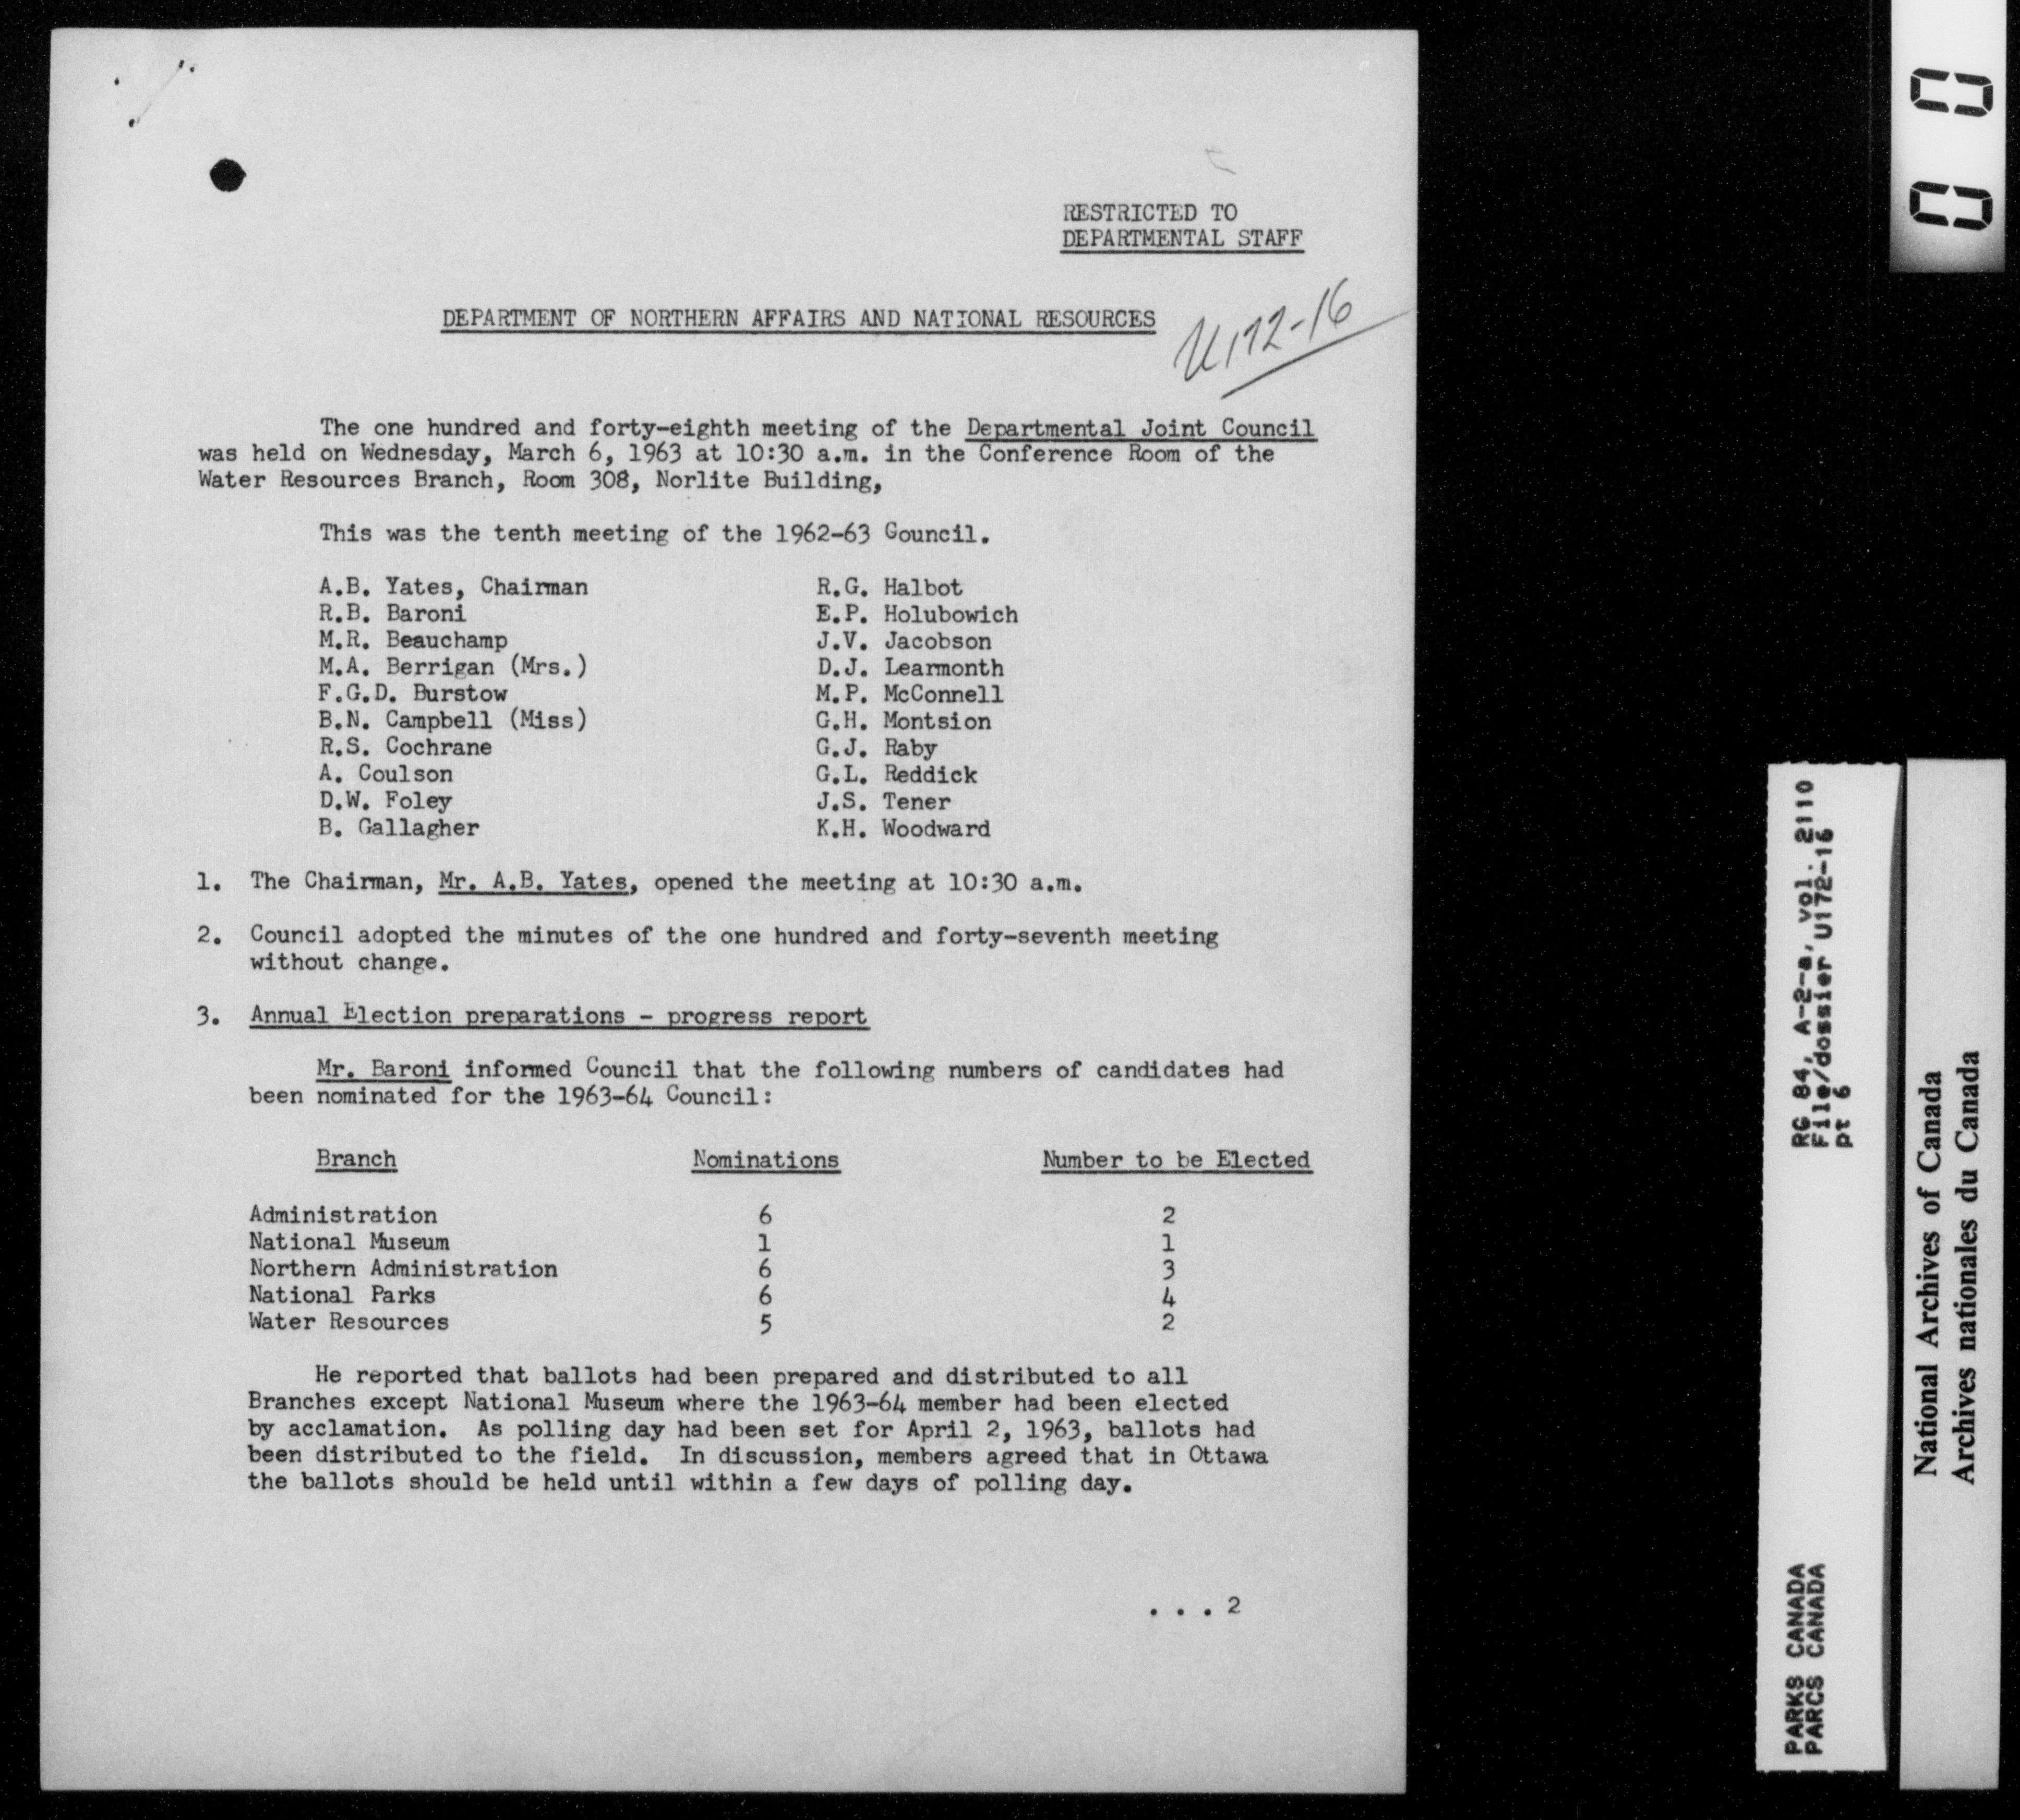 RESTRICTED TO
DEPARTMENTAL STAFF
DEPARTMENT OF NORTHERN AFFAIRS AND NATIONAL RESOURCES
U172-16
The one hundred and forty-eighth meeting of the Departmental Joint Council
was held on Wednesday, March 6, 1963 at 10:30 a.m. in the Conference Room of the
Water Resources Branch, Room 308, Norlite Building,
This was the tenth meeting of the 1962-63 Council.
A.B. Yates, Chairman
R.B. Baroni
M.R. Beauchamp
M.A. Berrigan (Mrs.)
F.G.D. Burstow
B.N. Campbell (Miss)
R.S. Cochrane
A. Coulson
D.W. Foley
B. Gallagher
R.G. Halbot
E.P. Holubowich
J.V. Jacobson
D.J. Learmonth
M.P. McConnell
G.H. Montsion
G.J. Raby
G.L. Reddick
J.S. Tener
K.H. Woodward
1. The Chairman, Mr. A.B. Yates, opened the meeting at 10:30 a.m.
2. Council adopted the minutes of the one hundred and forty-seventh meeting
without change.
3. Annual Election preparations - progress report
Mr. Baroni informed Council that the following numbers of candidates had
been nominated for the 1963-64 Council:
Branch Nominations Number to be Elected
Administration 6 2
National Museum 1 1
Northern Administration 6 3
National Parks 6 4
Water Resources 5 2
He reported that ballots had been prepared and distributed to all
Branches except National Museum where the 1963-64 member had been elected
by acclamation. As polling day had been set for April 2, 1963, ballots had
been distributed to the field. In discussion, members agreed that in Ottawa
the ballots should be held until within a few days of polling day.
. . . 2
00
RG 84, A-2-a, vol. 2110
File/dossier U172-16
pt 6
PARKS CANADA
PARCS CANADA
National Archives of Canada
Archives nationales du Canada